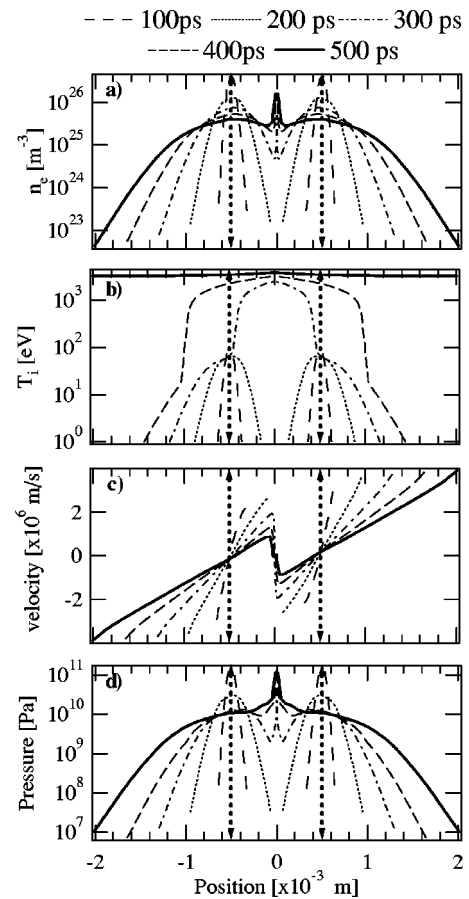 100ps 200 ps 300 ps
400ps 500 ps
a)
10^26
10^25
10^24
10^23
n_e [m^-3]
b)
10^3
10^2
10^1
10^0
T_i [eV]
c)
2
0
-2
velocity [x10^6 m/s]
d)
10^11
10^10
10^9
10^8
10^7
Pressure [Pa]
-2 -1 0 1 2
Position [x10^-3 m]